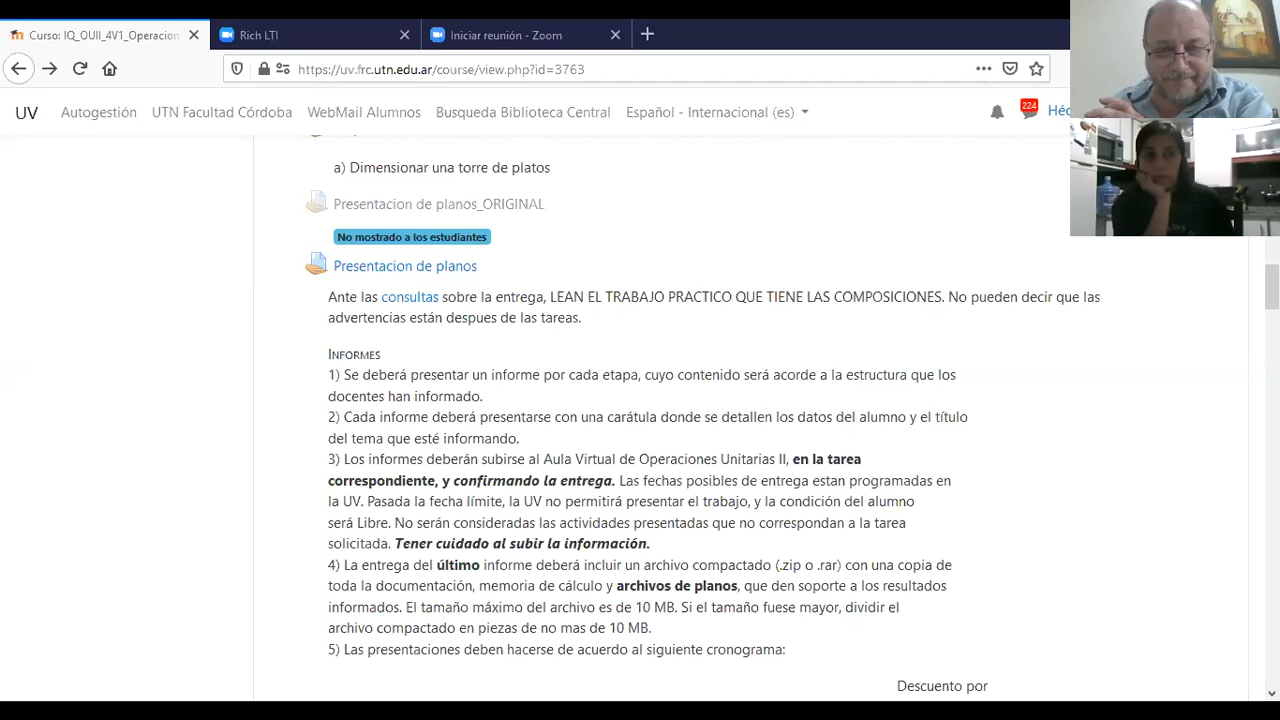 Curso: IQ_OUII_4V1_Operacion
Rich LTI
Iniciar reunión - Zoom
https://uv.frc.utn.edu.ar/course/view.php?id=3763
UV Autogestión UTN Facultad Córdoba WebMail Alumnos Busqueda Biblioteca Central Español - Internacional (es) 224 Héc
a) Dimensionar una torre de platos
Presentacion de planos_ORIGINAL
No mostrado a los estudiantes
Presentacion de planos
Ante las consultas sobre la entrega, LEAN EL TRABAJO PRACTICO QUE TIENE LAS COMPOSICIONES. No pueden decir que las
advertencias están despues de las tareas.
INFORMES
1) Se deberá presentar un informe por cada etapa, cuyo contenido será acorde a la estructura que los
docentes han informado.
2) Cada informe deberá presentarse con una carátula donde se detallen los datos del alumno y el título
del tema que esté informando.
3) Los informes deberán subirse al Aula Virtual de Operaciones Unitarias II, en la tarea
correspondiente, y confirmando la entrega. Las fechas posibles de entrega estan programadas en
la UV. Pasada la fecha límite, la UV no permitirá presentar el trabajo, y la condición del alumno
será Libre. No serán consideradas las actividades presentadas que no correspondan a la tarea
solicitada. Tener cuidado al subir la información.
4) La entrega del último informe deberá incluir un archivo compactado (.zip o .rar) con una copia de
toda la documentación, memoria de cálculo y archivos de planos, que den soporte a los resultados
informados. El tamaño máximo del archivo es de 10 MB. Si el tamaño fuese mayor, dividir el
archivo compactado en piezas de no mas de 10 MB.
5) Las presentaciones deben hacerse de acuerdo al siguiente cronograma:
Descuento por